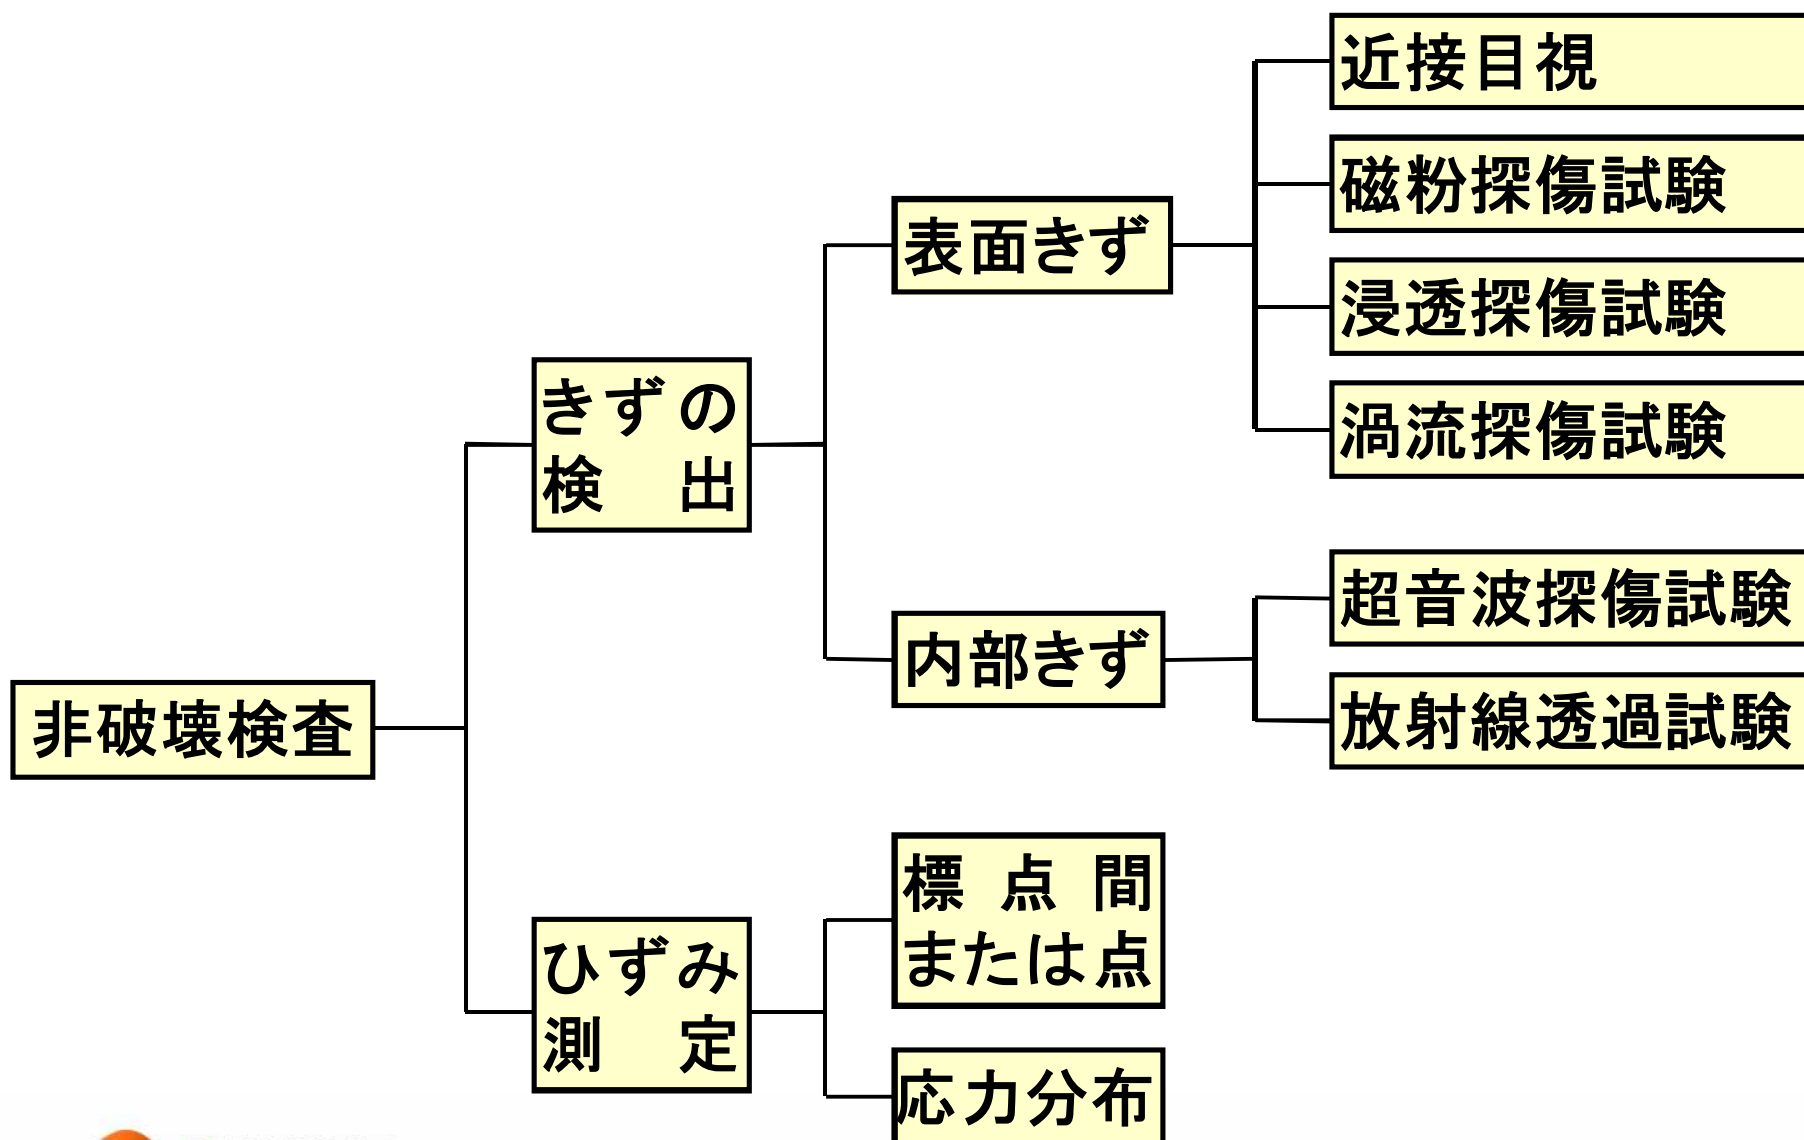 近接目視
磁粉探傷試験
表面きず
浸透探傷試験
きずの
検出
渦流探傷試験
超音波探傷試験
内部きず
放射線透過試験
非破壊検査
標点間
または点
ひずみ
測定
応力分布